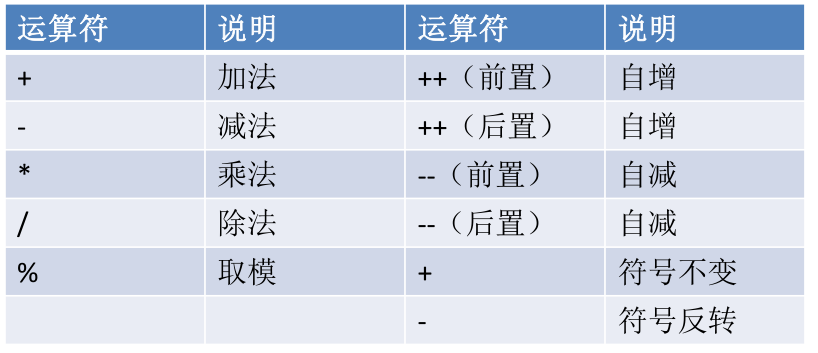 运算符 说明 运算符 说明
+ 加法 ++（前置） 自增
- 减法 ++（后置） 自增
* 乘法 --（前置） 自减
/ 除法 --（后置） 自减
% 取模 + 符号不变
- 符号反转